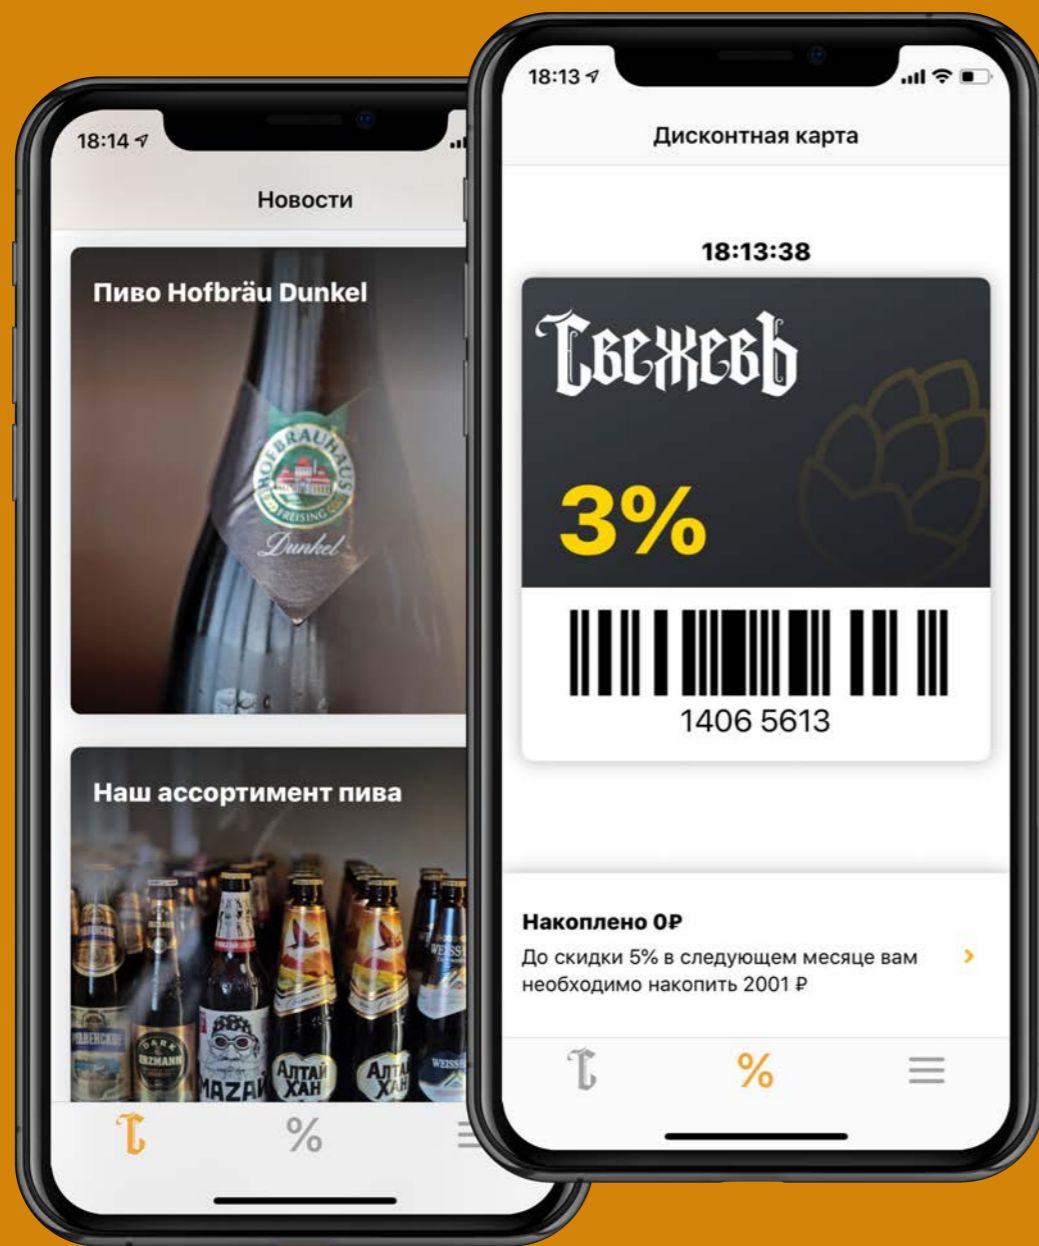 18:14
Новости
Пиво Hofbräu Dunkel
HOFBRAUHAUS
FREISING
Dunkel
Наш ассортимент пива
DARK
MAZAЙ
АЛТАЙ
ХАН
АЛТАЙ
ХАН
%
18:13
Дисконтная карта
18:13:38
Свежевъ
3%
1406 5613
Накоплено 0₽
До скидки 5% в следующем месяце вам
необходимо накопить 2001 ₽
%